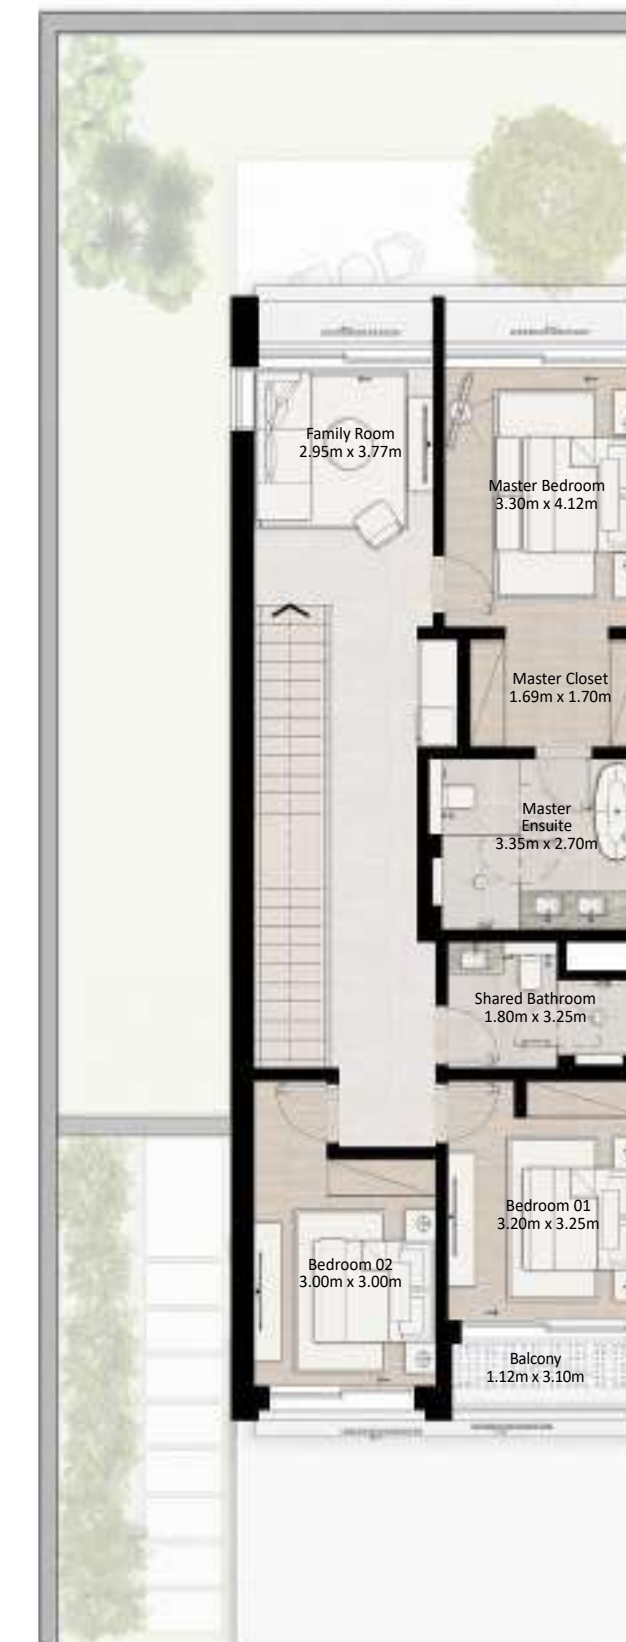 Family Room
2.95m x 3.77m
Master Bedroom
3.30m x 4.12m
Master Closet
1.69m x 1.70m
Master
Ensuite
3.35m x 2.70m
Shared Bathroom
1.80m x 3.25m
Bedroom 01
3.20m x 3.25m
Bedroom 02
3.00m x 3.00m
Balcony
1.12m x 3.10m